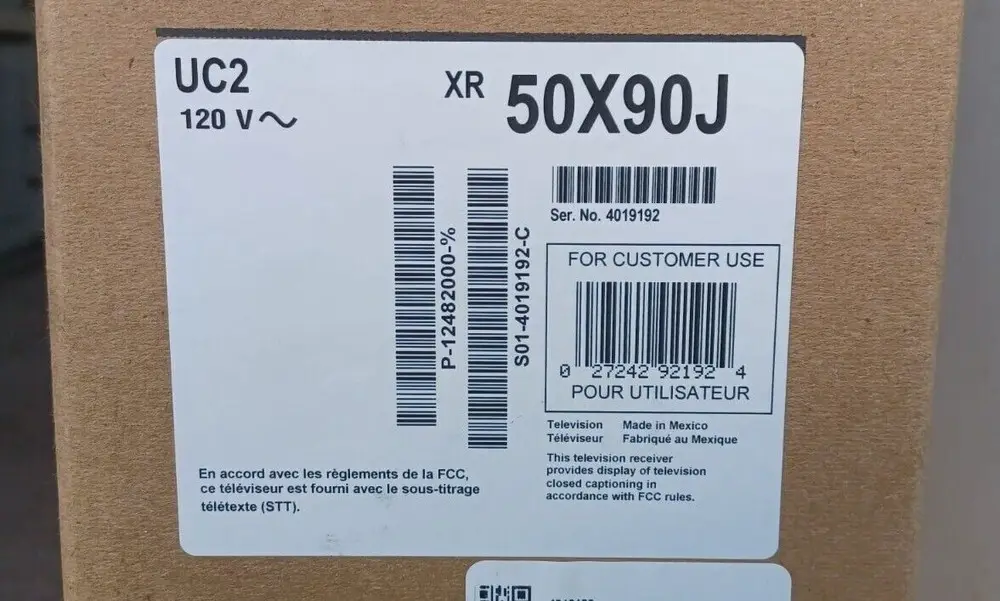 UC2
120 V～
XR 50X90J
P-12482000-%
S01-4019192-C
Ser. No. 4019192
FOR CUSTOMER USE
0 27242 92192 4
POUR UTILISATEUR
Television Made in Mexico
Téléviseur Fabriqué au Mexique
This television receiver
provides display of television
closed captioning in
accordance with FCC rules.
En accord avec les règlements de la FCC,
ce téléviseur est fourni avec le sous-titrage
télétexte (STT).